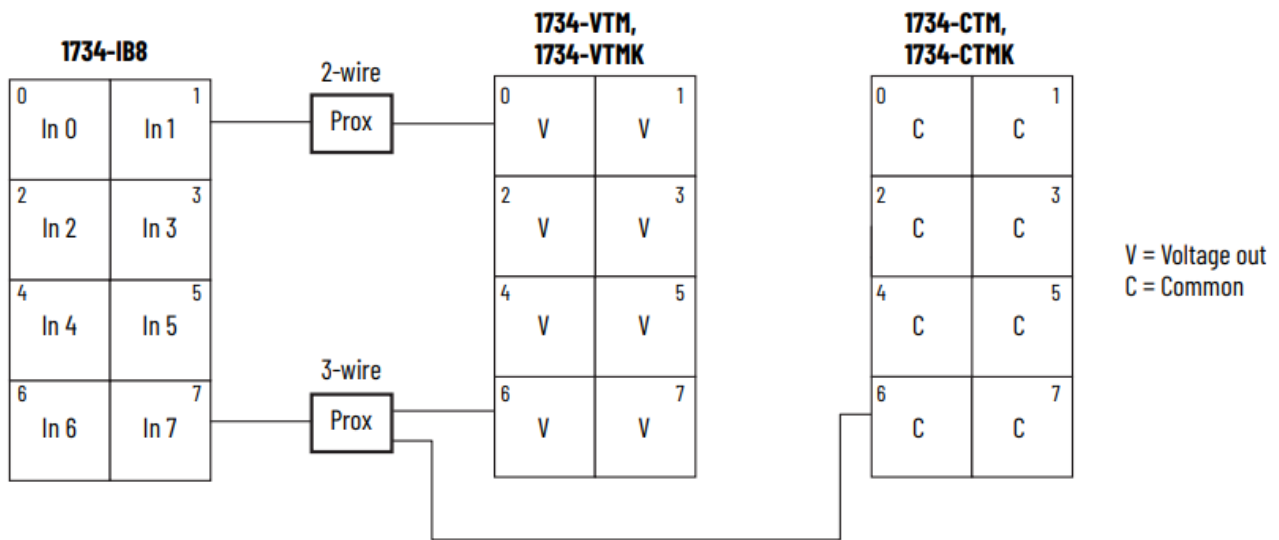 1734-IB8
0
1
In 0
In 1
2
3
In 2
In 3
4
5
In 4
In 5
6
7
In 6
In 7
2-wire
Prox
3-wire
Prox
1734-VTM,
1734-VTMK
0
1
V
V
2
3
V
V
4
5
V
V
6
7
V
V
1734-CTM,
1734-CTMK
0
1
C
C
2
3
C
C
4
5
C
C
6
7
C
C
V = Voltage out
C = Common